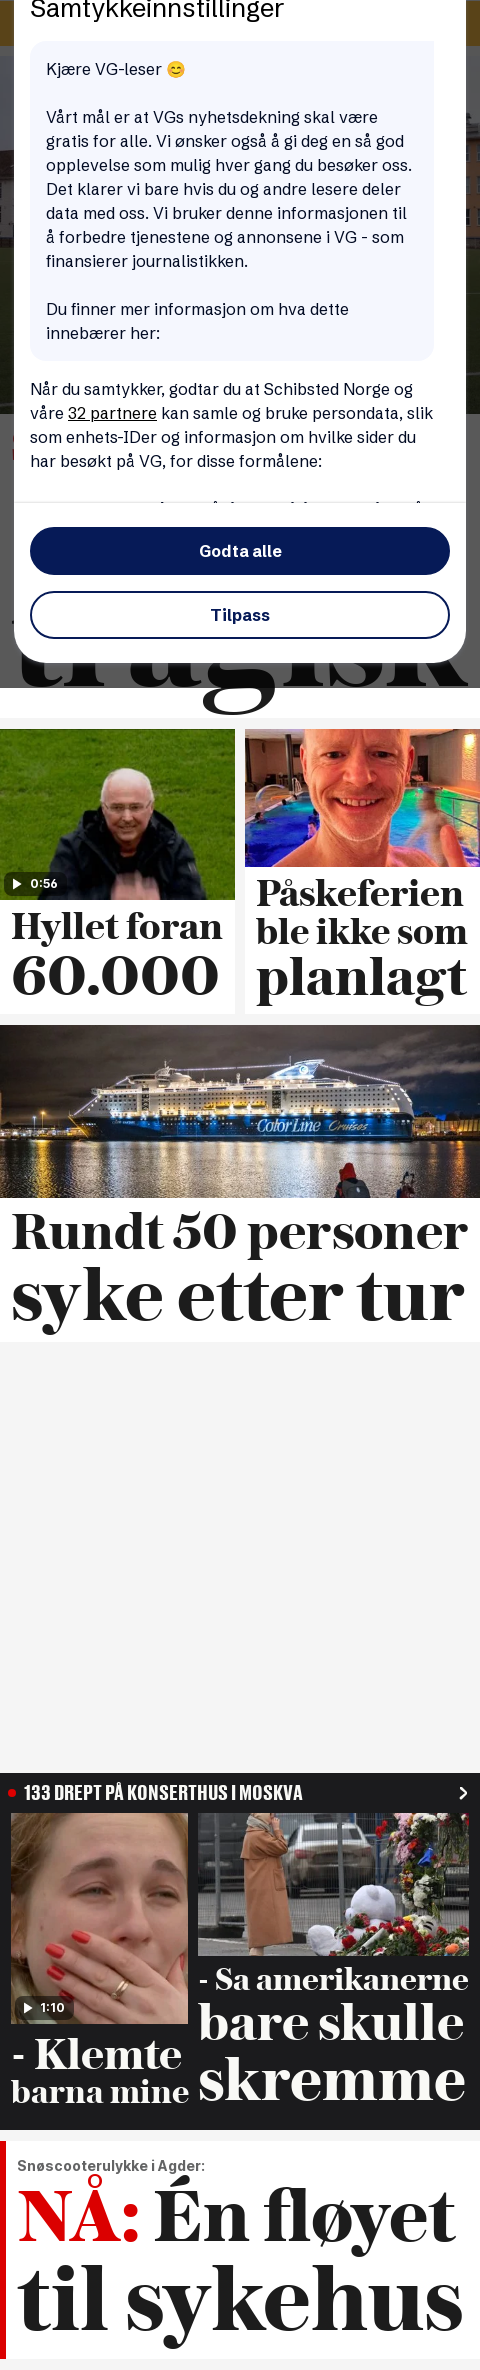 Samtykkeinnstillinger
Kjære VG-leser 😊
Vårt mål er at VGs nyhetsdekning skal være
gratis for alle. Vi ønsker også å gi deg en så god
opplevelse som mulig hver gang du besøker oss.
Det klarer vi bare hvis du og andre lesere deler
data med oss. Vi bruker denne informasjonen til
å forbedre tjenestene og annonsene i VG - som
finansierer journalistikken.
Du finner mer informasjon om hva dette
innebærer her:
Når du samtykker, godtar du at Schibsted Norge og
våre 32 partnere kan samle og bruke persondata, slik
som enhets-IDer og informasjon om hvilke sider du
har besøkt på VG, for disse formålene:
Godta alle
Tilpass
tragisk
0:56
Hyllet foran
60.000
Påskeferien
ble ikke som
planlagt
ColorLine Cruises
Rundt 50 personer
syke etter tur
133 DREPT PÅ KONSERTHUS I MOSKVA
1:10
- Klemte
barna mine
- Sa amerikanerne
bare skulle
skremme
Snøscooterulykke i Agder:
NÅ: Én fløyet
til sykehus